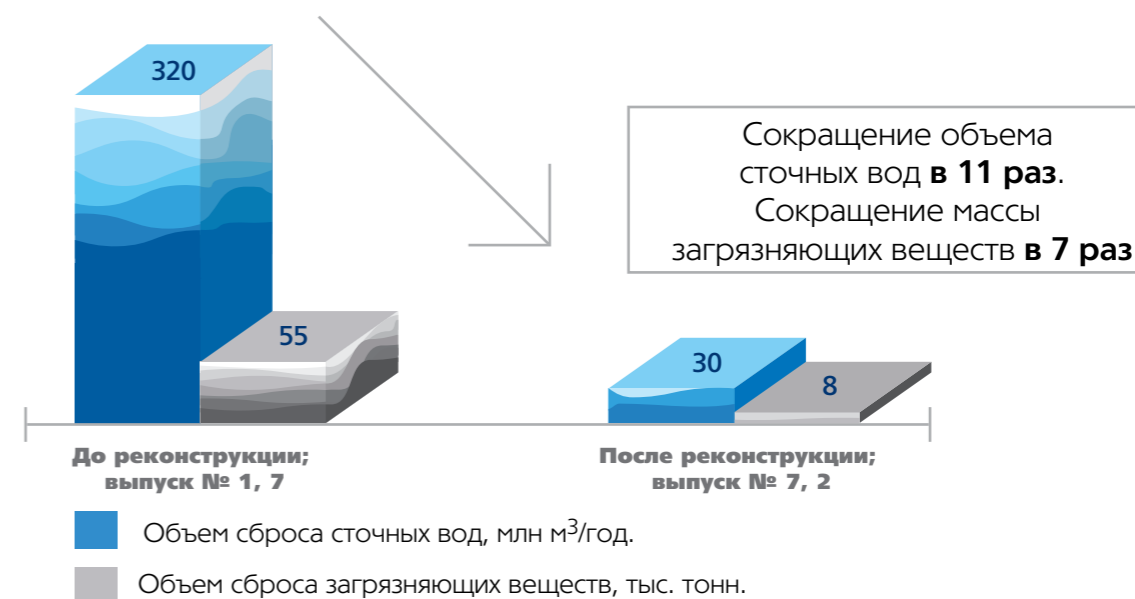 320
55
30
8
Сокращение объема
сточных вод в 11 раз.
Сокращение массы
загрязняющих веществ в 7 раз
До реконструкции;
выпуск № 1, 7
После реконструкции;
выпуск № 7, 2
Объем сброса сточных вод, млн м³/год.
Объем сброса загрязняющих веществ, тыс. тонн.